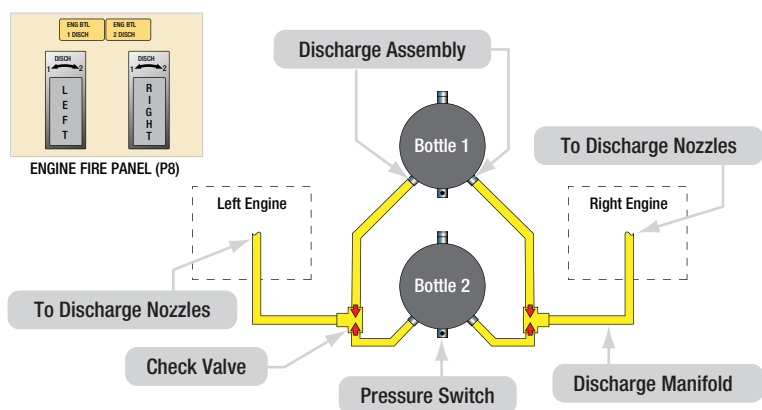 ENG BTL
1 DISCH
ENG BTL
2 DISCH
DISCH
1 2
LEFT
DISCH
1 2
RIGHT
ENGINE FIRE PANEL (P8)
Discharge Assembly
Bottle 1
To Discharge Nozzles
Left Engine
Right Engine
Bottle 2
To Discharge Nozzles
Check Valve
Pressure Switch
Discharge Manifold